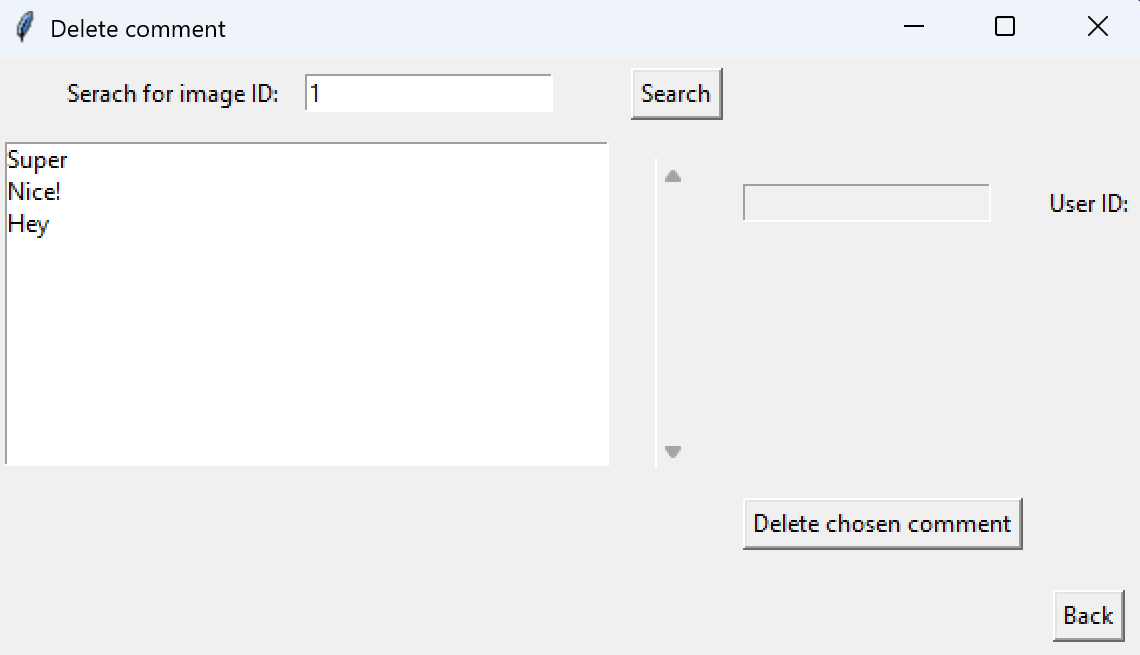 Delete comment
Serach for image ID: 1 Search
Super
Nice!
Hey
User ID:
Delete chosen comment
Back